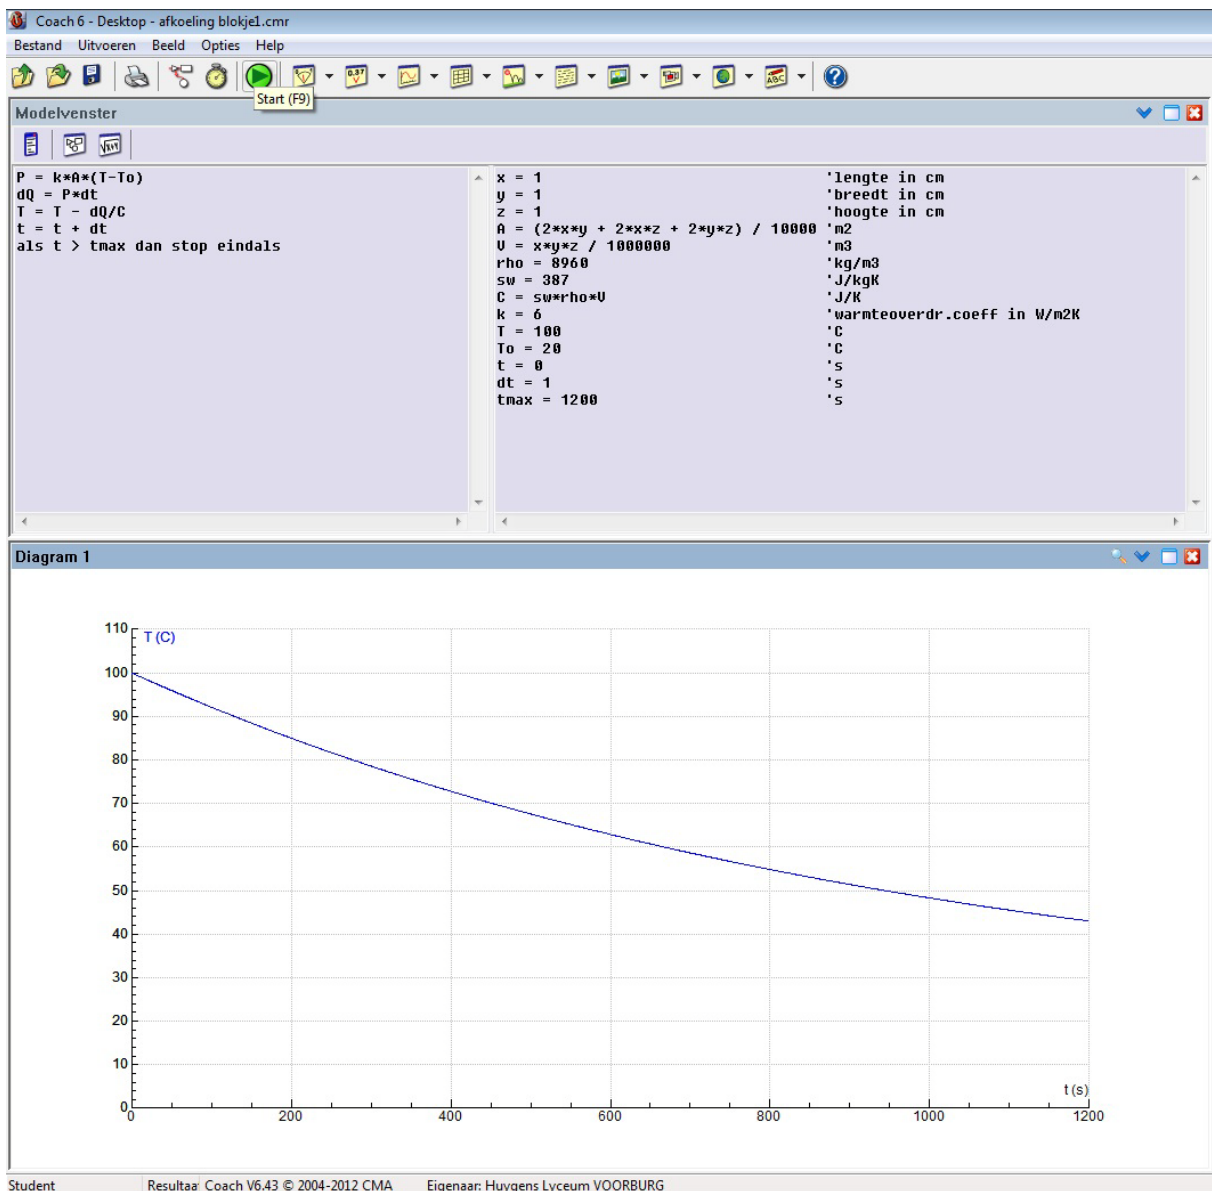 Coach 6 - Desktop - afkoeling blokje1.cmr
Bestand Uitvoeren Beeld Opties Help
0.37
ABC
Start (F9)
Modelvenster
P = k*A*(T-To)
dQ = P*dt
T = T - dQ/C
t = t + dt
als t > tmax dan stop eindals
x = 1 'lengte in cm
y = 1 'breedt in cm
z = 1 'hoogte in cm
A = (2*x*y + 2*x*z + 2*y*z) / 10000 'm2
V = x*y*z / 1000000 'm3
rho = 8960 'kg/m3
sw = 387 'J/kgK
C = sw*rho*V 'J/K
k = 6 'warmteoverdr.coeff in W/m2K
T = 100 'C
To = 20 'C
t = 0 's
dt = 1 's
tmax = 1200 's
Diagram 1
T (C)
110
100
90
80
70
60
50
40
30
20
10
0
t (s)
0 200 400 600 800 1000 1200
Student Resultaa Coach V6.43 © 2004-2012 CMA Eigenaar: Huygens Lyceum VOORBURG